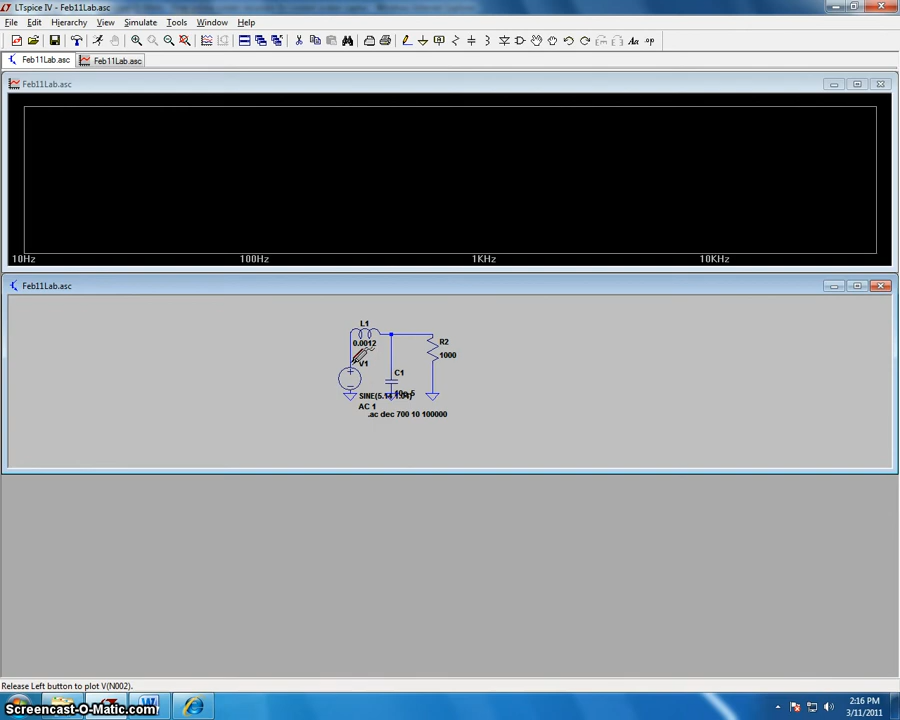 LTspice IV - Feb11Lab.asc
File Edit Hierarchy View Simulate Tools Window Help
Feb11Lab.asc Feb11Lab.asc
Feb11Lab.asc
10Hz 100Hz 1KHz 10KHz
Feb11Lab.asc
L1
0.0012
R2
1000
V1
C1
AC 1
.ac dec 700 10 100000
Release Left button to plot V(N002).
Screencast-O-Matic.com
2:16 PM
3/11/2011